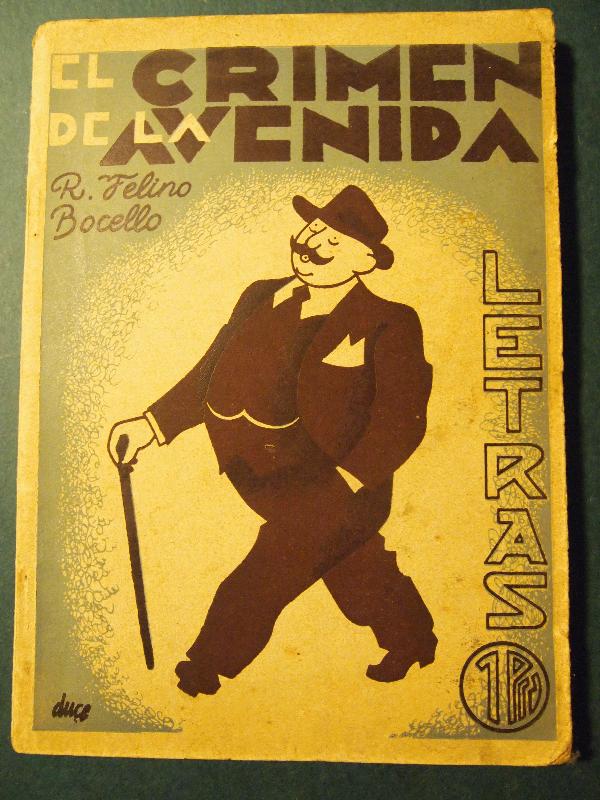 EL CRIMEN
DE LA AVENIDA
R. Felino
Bocello
LETRAS
duce